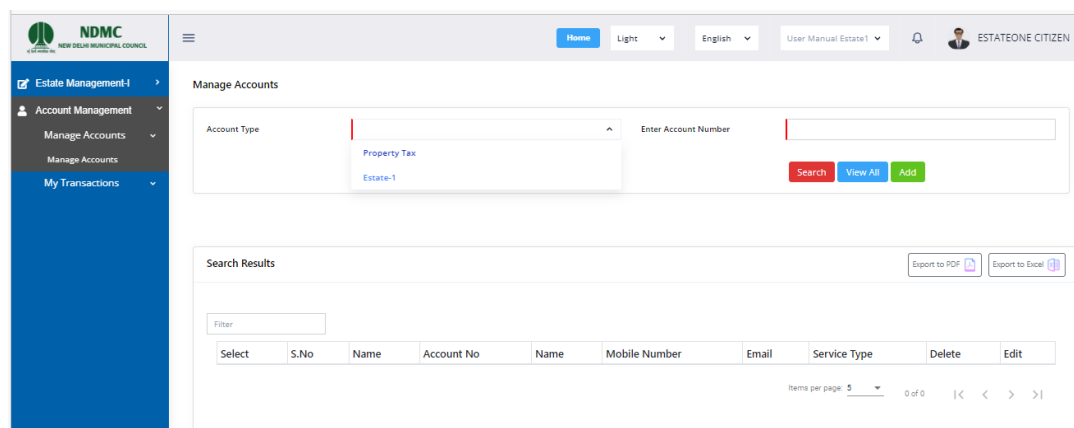 NDMC
NEW DELHI MUNICIPAL COUNCIL
Home
Light
English
User Manual Estate1
ESTATEONE CITIZEN
Estate Management-I
Account Management
Manage Accounts
Manage Accounts
My Transactions
Manage Accounts
Account Type
Enter Account Number
Property Tax
Estate-1
Search View All Add
Search Results
Export to PDF
Export to Excel
Filter
Select S.No Name Account No Name Mobile Number Email Service Type Delete Edit
Items per page: 5 0 of 0 |< < > >|